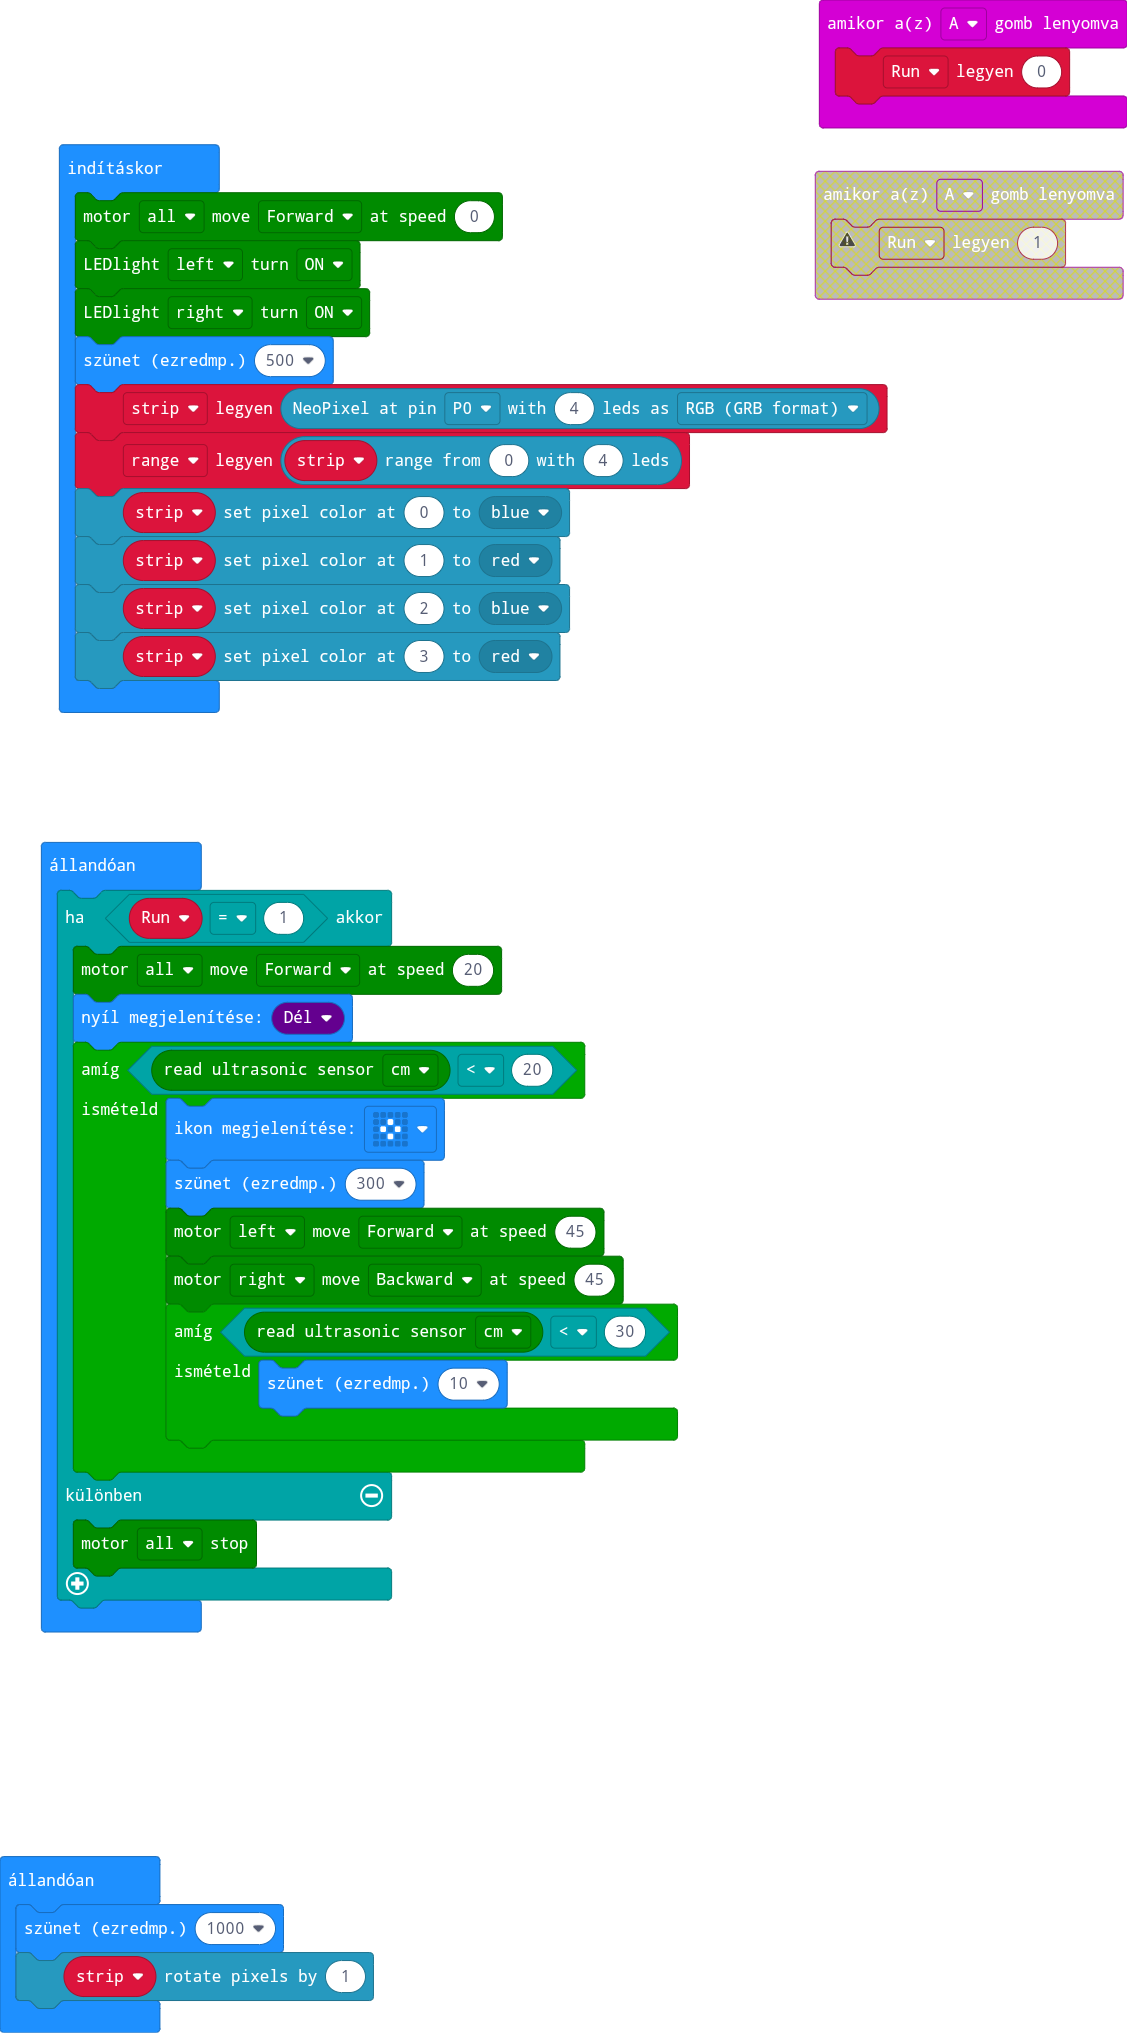 amikor a(z) A gomb lenyomva
Run legyen 0
amikor a(z) A gomb lenyomva
Run legyen 1
indításkor
motor all move Forward at speed 0
LEDlight left turn ON
LEDlight right turn ON
szünet (ezredmp.) 500
strip legyen NeoPixel at pin P0 with 4 leds as RGB (GRB format)
range legyen strip range from 0 with 4 leds
strip set pixel color at 0 to blue
strip set pixel color at 1 to red
strip set pixel color at 2 to blue
strip set pixel color at 3 to red
állandóan
ha Run = 1 akkor
motor all move Forward at speed 20
nyíl megjelenítése: Dél
amíg read ultrasonic sensor cm < 20
ismételd
ikon megjelenítése:
szünet (ezredmp.) 300
motor left move Forward at speed 45
motor right move Backward at speed 45
amíg read ultrasonic sensor cm < 30
ismételd
szünet (ezredmp.) 10
különben
motor all stop
állandóan
szünet (ezredmp.) 1000
strip rotate pixels by 1